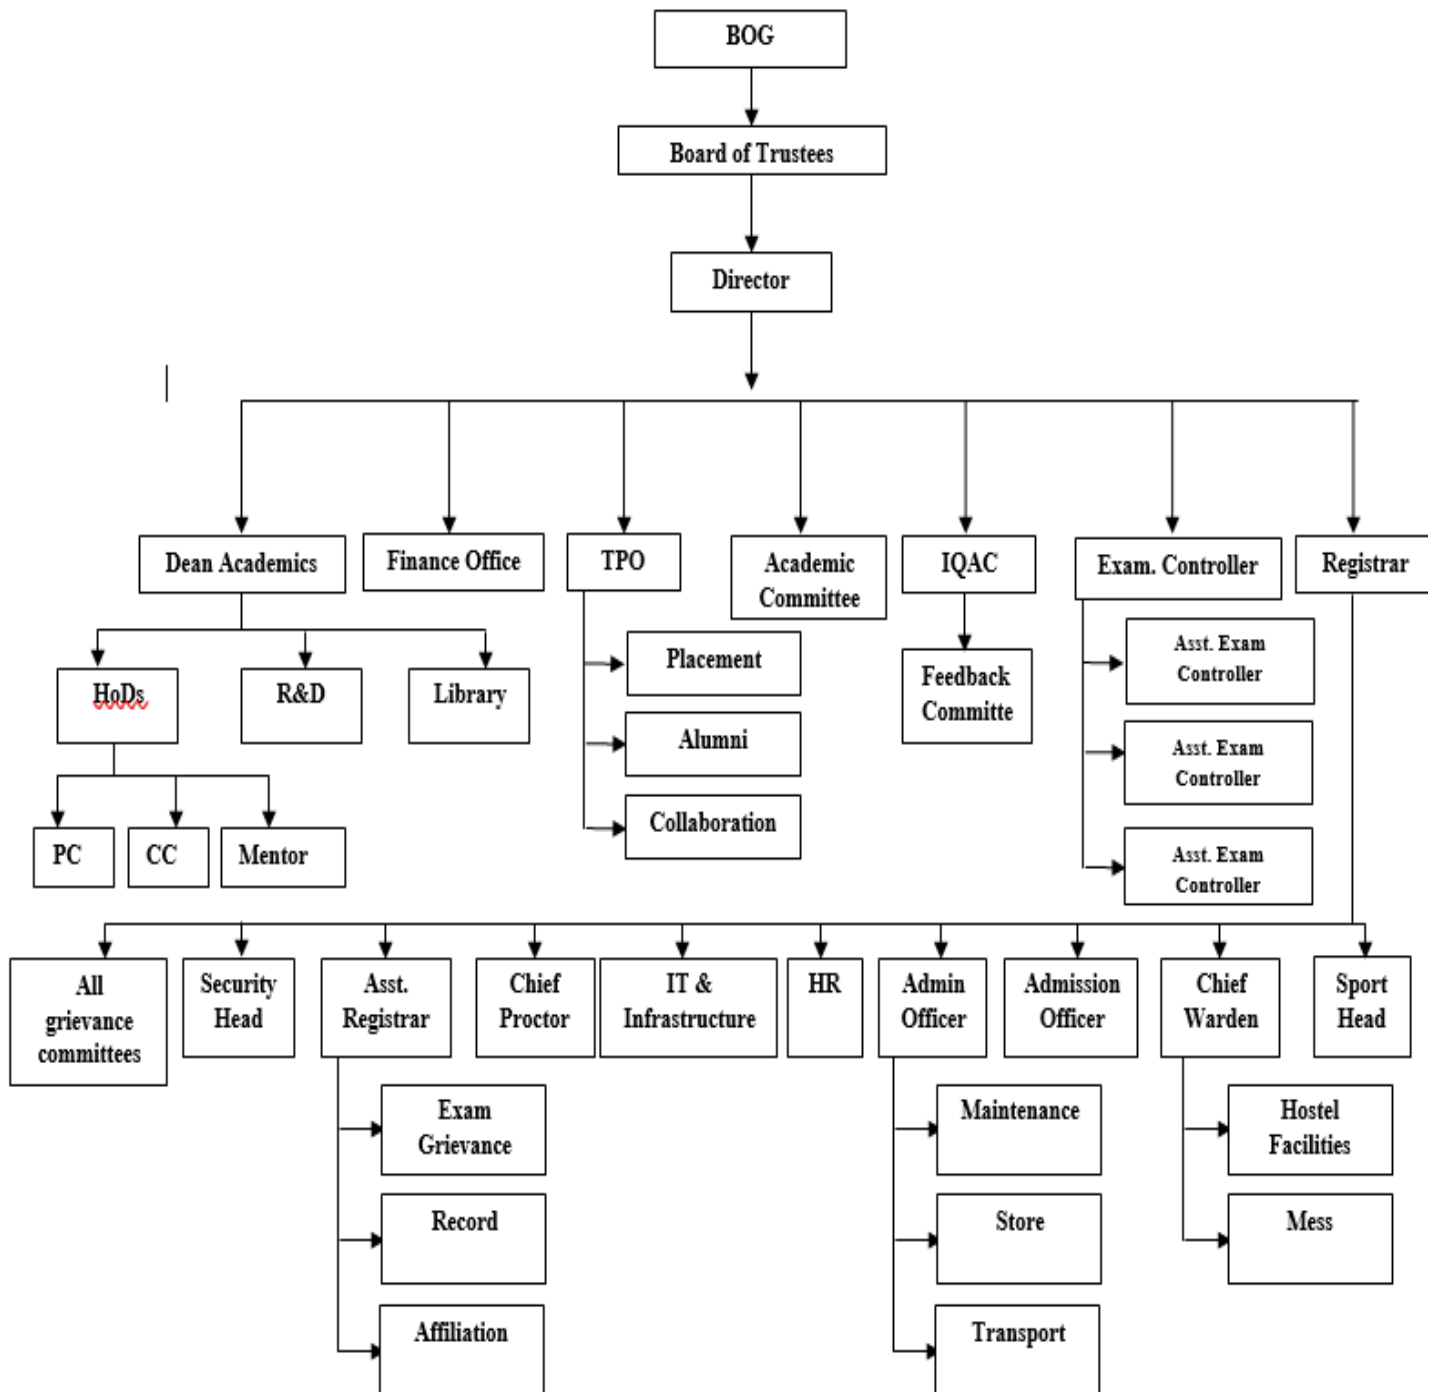 BOG
Board of Trustees
Director
Dean Academics
Finance Office
TPO
Academic
Committee
IQAC
Exam. Controller
Registrar
HoDs
R&D
Library
Placement
Alumni
Collaboration
Feedback
Committe
Asst. Exam
Controller
Asst. Exam
Controller
Asst. Exam
Controller
PC
CC
Mentor
All
grievance
committees
Security
Head
Asst.
Registrar
Chief
Proctor
IT &
Infrastructure
HR
Admin
Officer
Admission
Officer
Chief
Warden
Sport
Head
Exam
Grievance
Record
Affiliation
Maintenance
Store
Transport
Hostel
Facilities
Mess